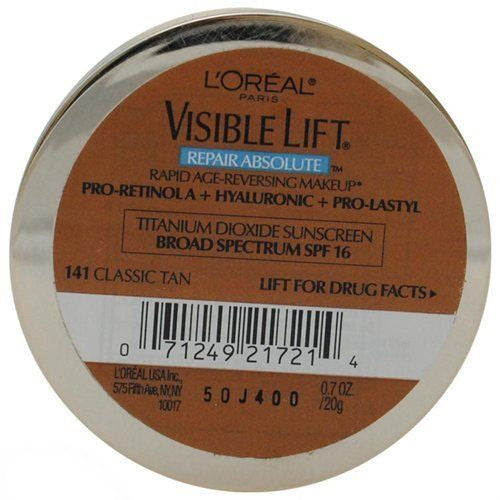 L'ORÉAL®
PARIS
VISIBLE LIFT®
REPAIR ABSOLUTE™
RAPID AGE-REVERSING MAKEUP*
PRO-RETINOL A + HYALURONIC + PRO-LASTYL
TITANIUM DIOXIDE SUNSCREEN
BROAD SPECTRUM SPF 16
141 CLASSIC TAN LIFT FOR DRUG FACTS ▶
0 71249 21721 4
L'ORÉAL USA Inc.,
575 Fifth Ave, NY, NY
10017
50J400
0.7 OZ.
/20g